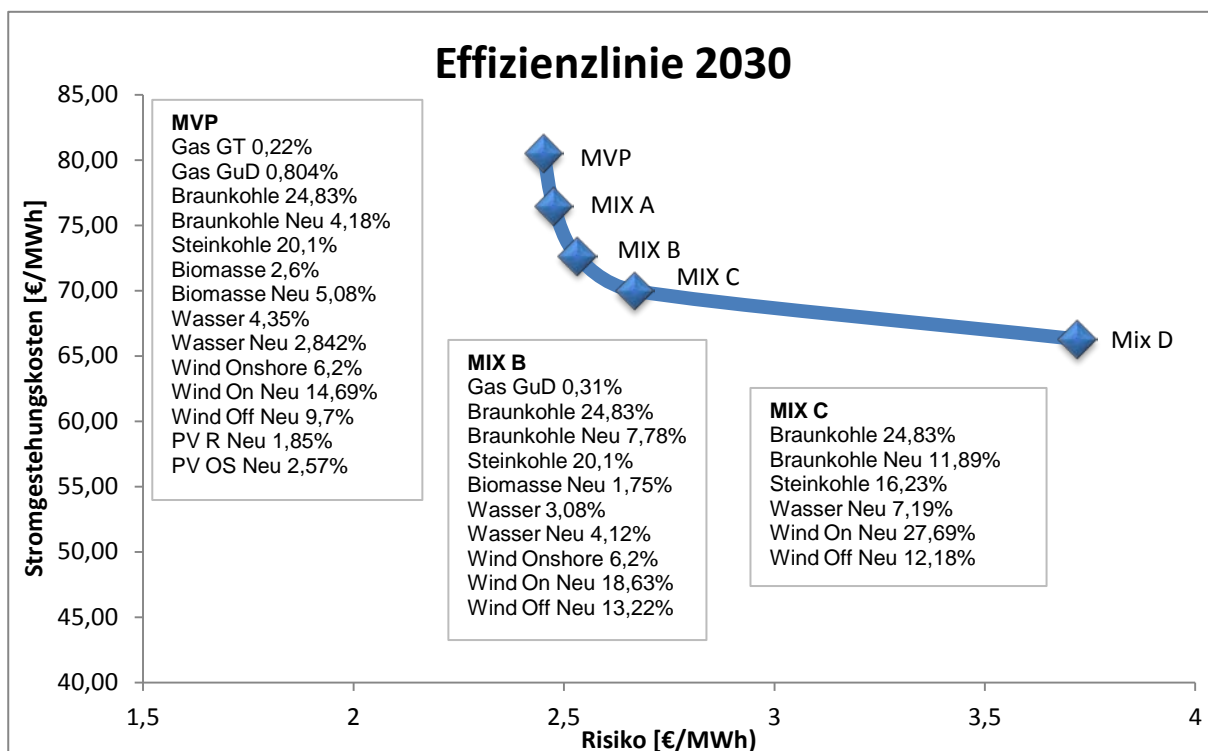 Effizienzlinie 2030
Stromgestehungskosten [€/MWh]
85,00
80,00
75,00
70,00
65,00
60,00
55,00
50,00
45,00
40,00
MVP
Gas GT 0,22%
Gas GuD 0,804%
Braunkohle 24,83%
Braunkohle Neu 4,18%
Steinkohle 20,1%
Biomasse 2,6%
Biomasse Neu 5,08%
Wasser 4,35%
Wasser Neu 2,842%
Wind Onshore 6,2%
Wind On Neu 14,69%
Wind Off Neu 9,7%
PV R Neu 1,85%
PV OS Neu 2,57%
MVP
MIX A
MIX B
MIX C
Mix D
MIX B
Gas GuD 0,31%
Braunkohle 24,83%
Braunkohle Neu 7,78%
Steinkohle 20,1%
Biomasse Neu 1,75%
Wasser 3,08%
Wasser Neu 4,12%
Wind Onshore 6,2%
Wind On Neu 18,63%
Wind Off Neu 13,22%
MIX C
Braunkohle 24,83%
Braunkohle Neu 11,89%
Steinkohle 16,23%
Wasser Neu 7,19%
Wind On Neu 27,69%
Wind Off Neu 12,18%
1,5
2
2,5
3
3,5
4
Risiko [€/MWh)